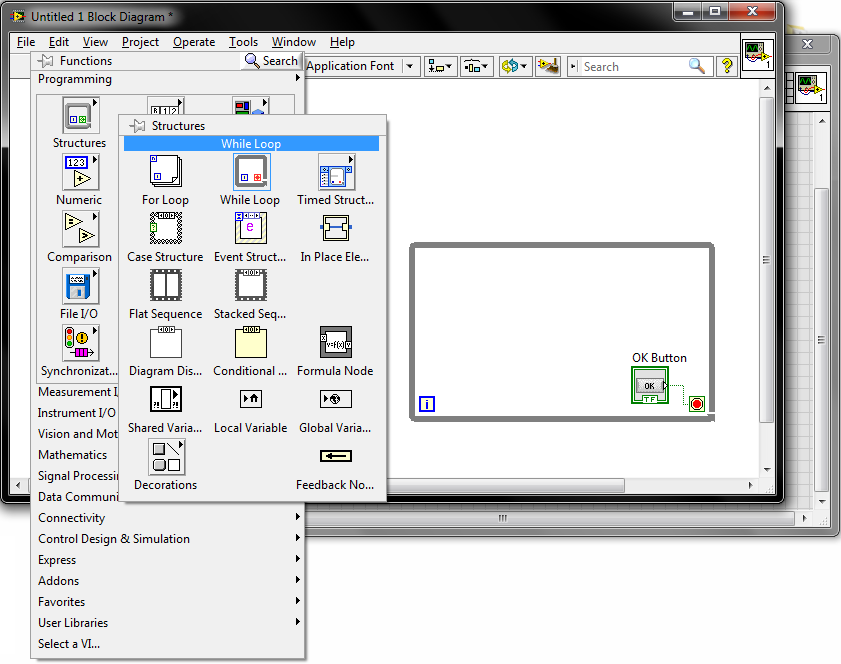 Untitled 1 Block Diagram *
File Edit View Project Operate Tools Window Help
Functions Search
Application Font
Search
?
1
1
Programming
Structures
While Loop
Structures
For Loop While Loop Timed Struct...
123
Numeric
Case Structure Event Struct... In Place Ele...
Comparison
Flat Sequence Stacked Seq...
File I/O
Diagram Dis... Conditional ... Formula Node
Synchronizat...
Measurement I
Shared Varia... Local Variable Global Varia...
Instrument I/O
Vision and Mot
Mathematics
Decorations Feedback No...
Signal Processin
Data Communi
Connectivity
Control Design & Simulation
Express
Addons
Favorites
User Libraries
Select a VI...
OK Button
OK
TF
i